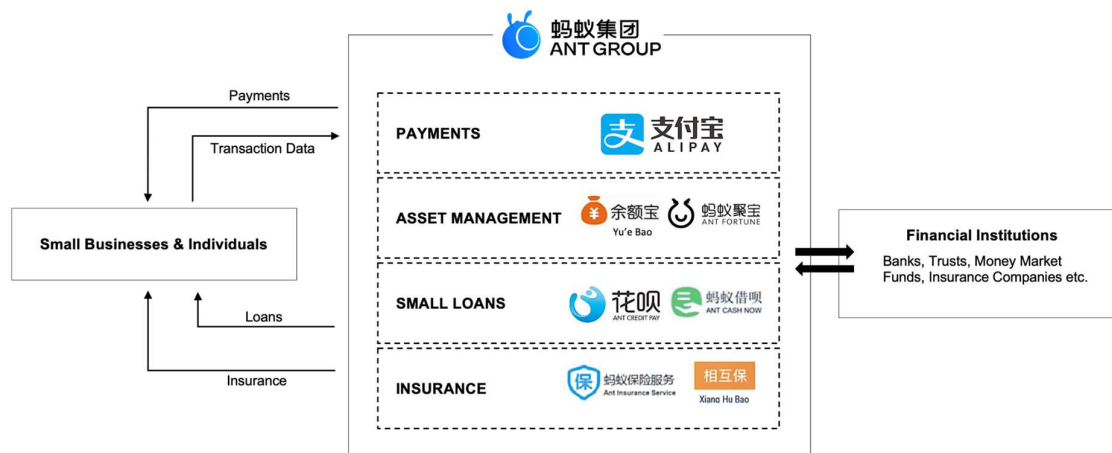 蚂蚁集团
ANT GROUP
Payments
Transaction Data
Small Businesses & Individuals
Loans
Insurance
PAYMENTS
支
支付宝
ALIPAY
ASSET MANAGEMENT
¥
余额宝
Yu'e Bao
蚂蚁聚宝
ANT FORTUNE
SMALL LOANS
花呗
ANT CREDIT PAY
蚂蚁借呗
ANT CASH NOW
INSURANCE
保
蚂蚁保险服务
Ant Insurance Service
相互保
Xiang Hu Bao
Financial Institutions
Banks, Trusts, Money Market
Funds, Insurance Companies etc.